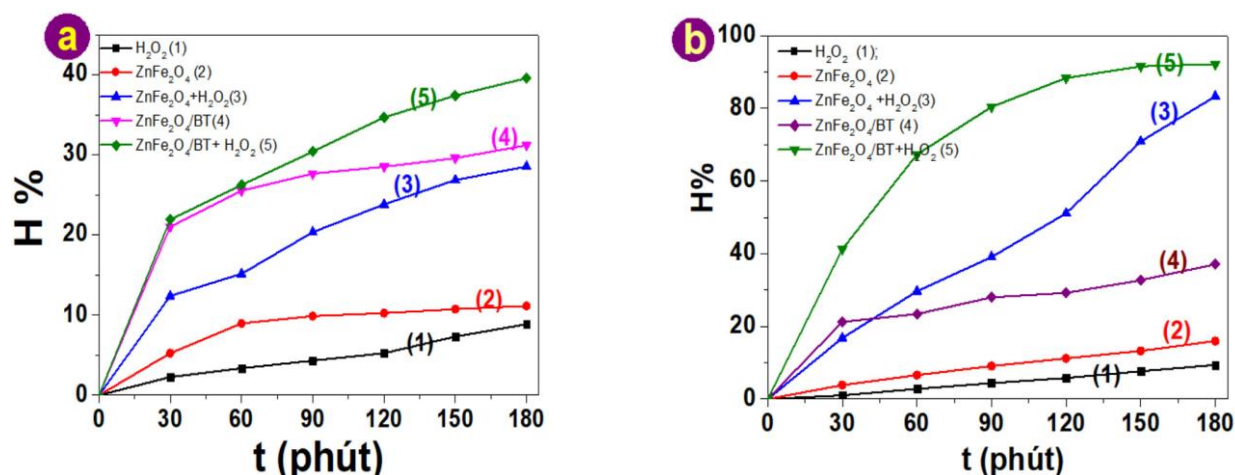 a
H₂O₂ (1)
ZnFe₂O₄ (2)
ZnFe₂O₄+H₂O₂(3)
ZnFe₂O₄/BT(4)
ZnFe₂O₄/BT+ H₂O₂ (5)
40
30
20
10
0
H %
(5)
(4)
(3)
(2)
(1)
0 30 60 90 120 150 180
t (phút)
b
H₂O₂ (1);
ZnFe₂O₄ (2)
ZnFe₂O₄ +H₂O₂(3)
ZnFe₂O₄/BT (4)
ZnFe₂O₄/BT+H₂O₂ (5)
100
80
60
40
20
0
H%
(5)
(3)
(4)
(2)
(1)
0 30 60 90 120 150 180
t (phút)